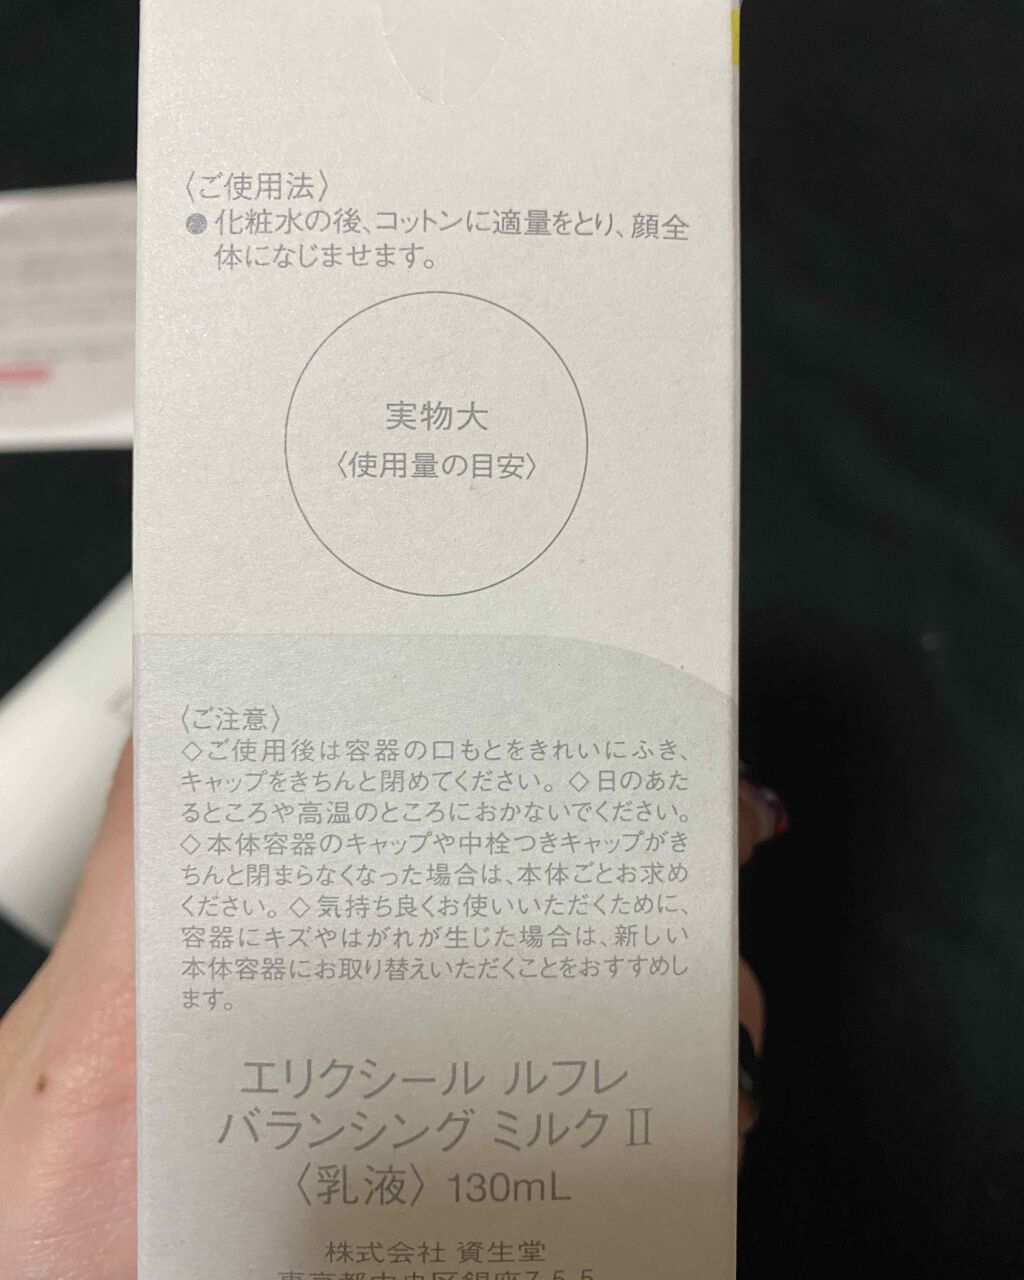 〈ご使用法〉
●化粧水の後、コットンに適量をとり、顔全
体になじませます。
実物大
〈使用量の目安〉
〈ご注意〉
◇ご使用後は容器の口もとをきれいにふき、
キャップをきちんと閉めてください。◇日のあた
るところや高温のところにおかないでください。
◇本体容器のキャップや中栓つきキャップがき
ちんと閉まらなくなった場合は、本体ごとお求め
ください。◇気持ち良くお使いいただくために、
容器にキズやはがれが生じた場合は、新しい
本体容器にお取り替えいただくことをおすすめし
ます。
エリクシール ルフレ
バランシング ミルク II
〈乳液〉 130mL
株式会社 資生堂
東京都中央区銀座7-5-5